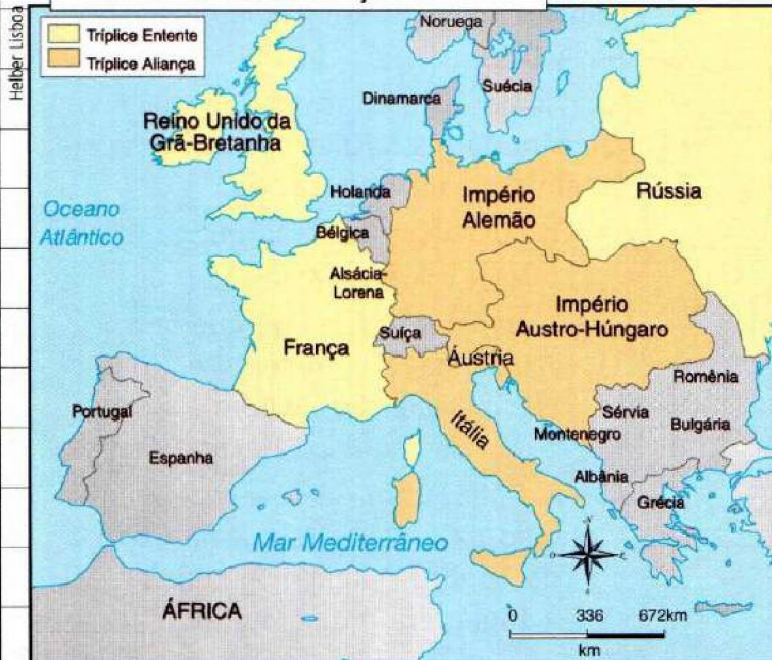 Helber Lisboa
Tríplice Entente
Tríplice Aliança
Noruega
Suécia
Dinamarca
Reino Unido da
Grã-Bretanha
Holanda
Império
Alemão
Rússia
Oceano
Atlântico
Bélgica
Alsácia-
Lorena
Império
Austro-Húngaro
Suíça
França
Áustria
Romênia
Portugal
Sérvia
Itália
Bulgária
Montenegro
Espanha
Albânia
Grécia
Mar Mediterrâneo
ÁFRICA
0 336 672km
km